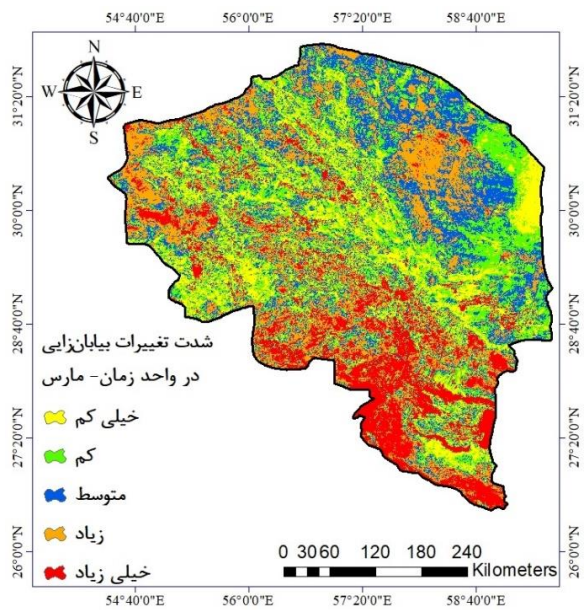 54°40'0"E 56°0'0"E 57°20'0"E 58°40'0"E
N
W E
S
31°20'0"N
31°20'0"N
30°0'0"N
30°0'0"N
28°40'0"N
28°40'0"N
27°20'0"N
27°20'0"N
26°0'0"N
26°0'0"N
شدت تغییرات بیابان‌زایی
در واحد زمان- مارس
خیلی کم
کم
متوسط
زیاد
خیلی زیاد
0 3060 120 180 240
Kilometers
54°40'0"E 56°0'0"E 57°20'0"E 58°40'0"E